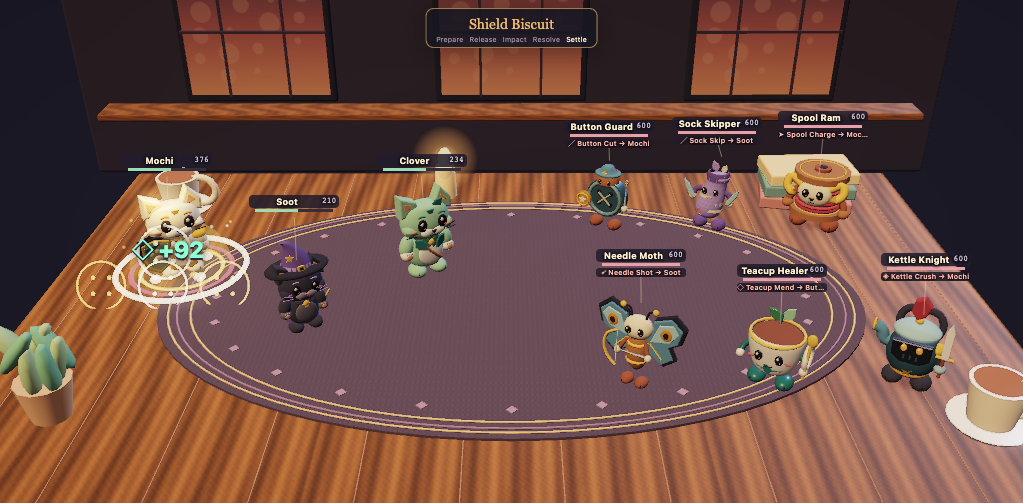 Shield Biscuit
Prepare Release Impact Resolve Settle
Mochi 376
+92
Soot 210
Clover 234
Button Guard 600
Button Cut → Mochi
Sock Skipper 600
Sock Skip → Soot
Spool Ram 600
Spool Charge → Moc...
Needle Moth 600
Needle Shot → Soot
Teacup Healer 600
Teacup Mend → But...
Kettle Knight 600
Kettle Crush → Mochi